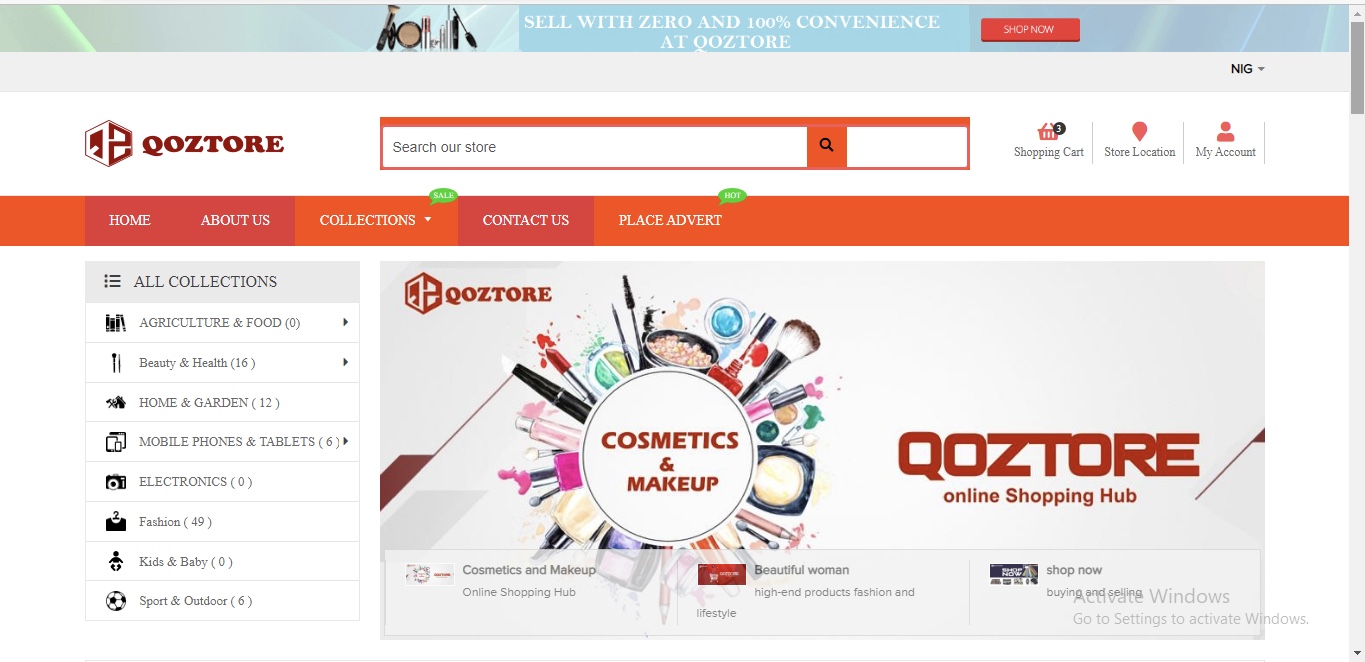 SELL WITH ZERO AND 100% CONVENIENCE
AT QOZTORE
SHOP NOW
NIG
QOZTORE
Search our store
3
Shopping Cart
Store Location
My Account
SALE
HOT
HOME
ABOUT US
COLLECTIONS
CONTACT US
PLACE ADVERT
ALL COLLECTIONS
AGRICULTURE & FOOD (0)
Beauty & Health (16 )
HOME & GARDEN ( 12 )
MOBILE PHONES & TABLETS ( 6 )
ELECTRONICS ( 0 )
Fashion ( 49 )
Kids & Baby ( 0 )
Sport & Outdoor ( 6 )
QOZTORE
COSMETICS
&
MAKEUP
QOZTORE
online Shopping Hub
Cosmetics and Makeup
Online Shopping Hub
Beautiful woman
high-end products fashion and
lifestyle
SHOP
NOW
shop now
buying and selling
Activate Windows
Go to Settings to activate Windows.